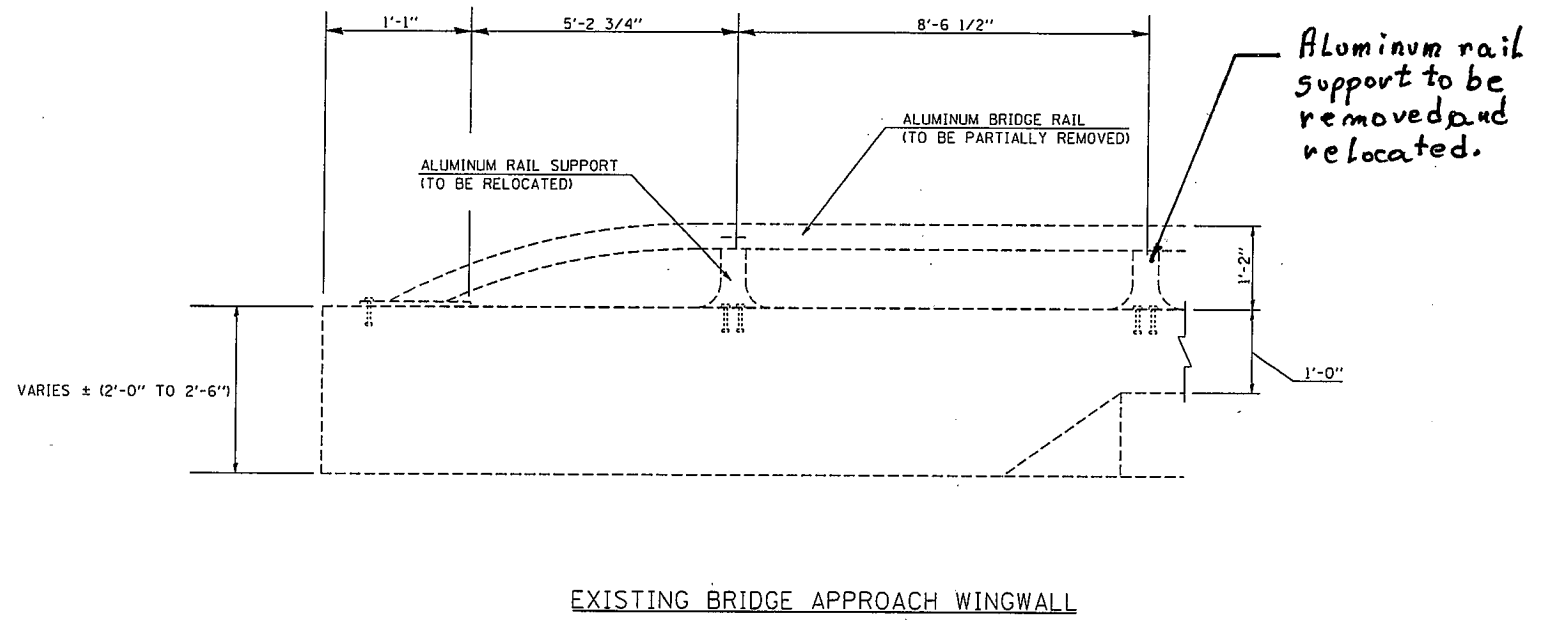 1'-1"
5'-2 3/4"
8'-6 1/2"
Aluminum rail
support to be
removed and
relocated.
ALUMINUM BRIDGE RAIL
(TO BE PARTIALLY REMOVED)
ALUMINUM RAIL SUPPORT
(TO BE RELOCATED)
1'-2"
1'-0"
VARIES ± (2'-0" TO 2'-6")
EXISTING BRIDGE APPROACH WINGWALL